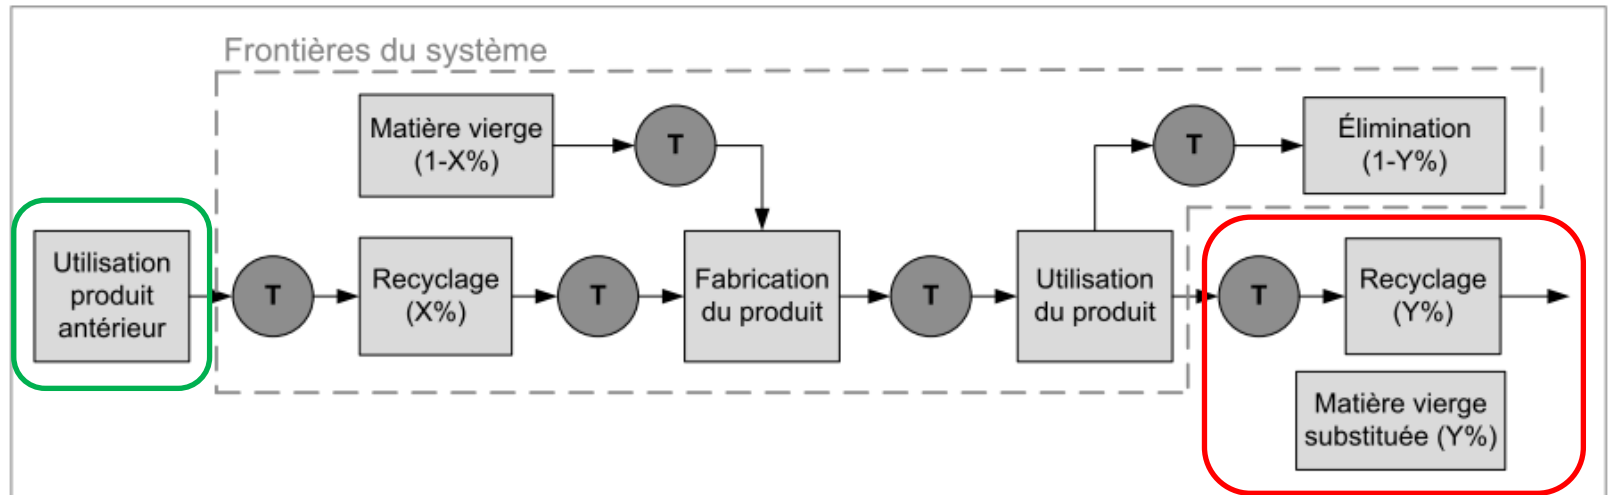 Frontières du système
Matière vierge
(1-X%)
T
T
Élimination
(1-Y%)
Utilisation
produit
antérieur
T
Recyclage
(X%)
T
Fabrication
du produit
T
Utilisation
du produit
T
Recyclage
(Y%)
Matière vierge
substituée (Y%)